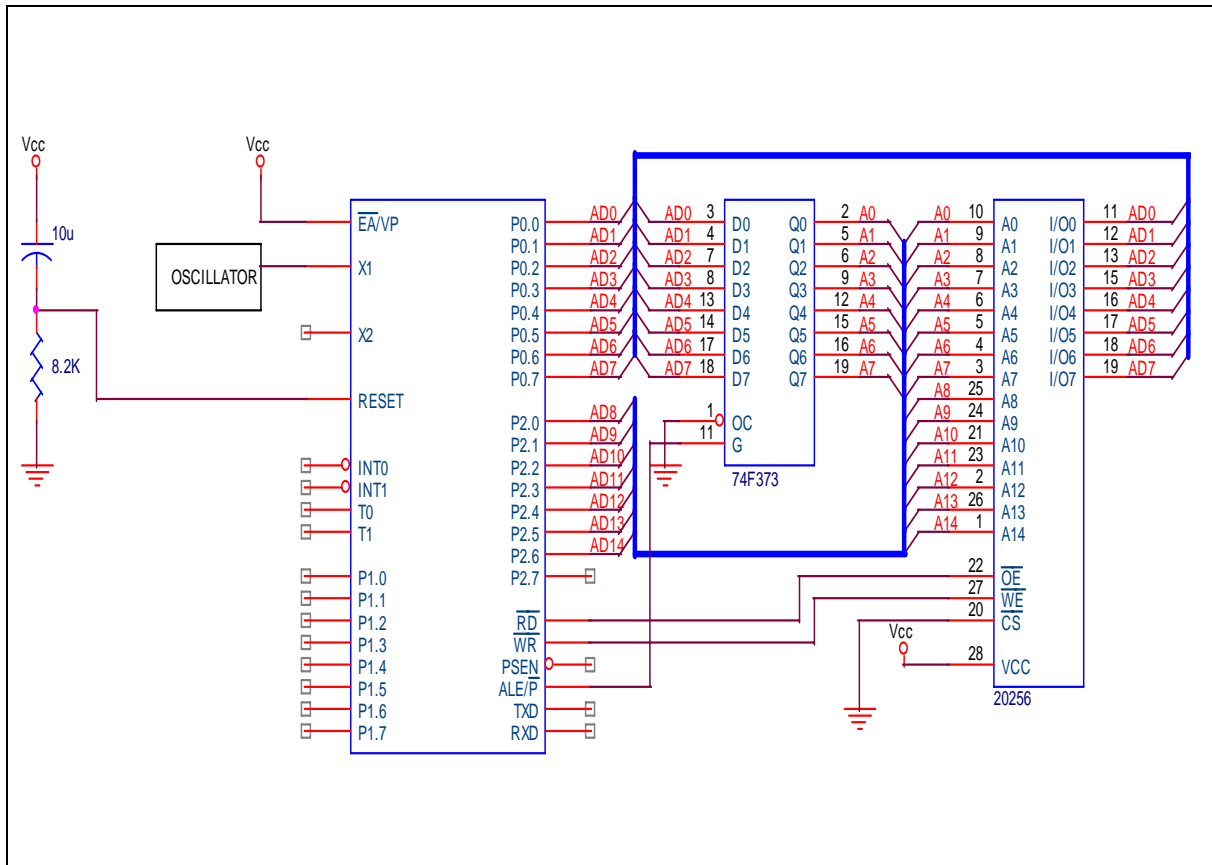 Vcc
10u
8.2K
Vcc
OSCILLATOR
EA/VP
X1
X2
RESET
INT0
INT1
T0
T1
P1.0
P1.1
P1.2
P1.3
P1.4
P1.5
P1.6
P1.7
P0.0
P0.1
P0.2
P0.3
P0.4
P0.5
P0.6
P0.7
P2.0
P2.1
P2.2
P2.3
P2.4
P2.5
P2.6
P2.7
RD
WR
PSEN
ALE/P
TXD
RXD
AD0
AD1
AD2
AD3
AD4
AD5
AD6
AD7
AD8
AD9
AD10
AD11
AD12
AD13
AD14
AD0 3 D0
AD1 4 D1
AD2 7 D2
AD3 8 D3
AD4 13 D4
AD5 14 D5
AD6 17 D6
AD7 18 D7
1 OC
11 G
Q0 2 A0
Q1 5 A1
Q2 6 A2
Q3 9 A3
Q4 12 A4
Q5 15 A5
Q6 16 A6
Q7 19 A7
74F373
A0 10 A0
A1 9 A1
A2 8 A2
A3 7 A3
A4 6 A4
A5 5 A5
A6 4 A6
A7 3 A7
A8 25 A8
A9 24 A9
A10 21 A10
A11 23 A11
A12 2 A12
A13 26 A13
A14 1 A14
22 OE
27 WE
20 CS
Vcc
28 VCC
I/O0 11 AD0
I/O1 12 AD1
I/O2 13 AD2
I/O3 15 AD3
I/O4 16 AD4
I/O5 17 AD5
I/O6 18 AD6
I/O7 19 AD7
20256